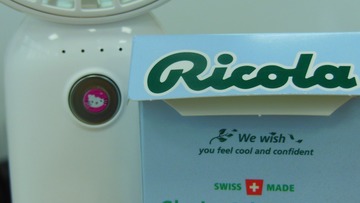 Ricola
We wish
you feel cool and confident
SWISS MADE